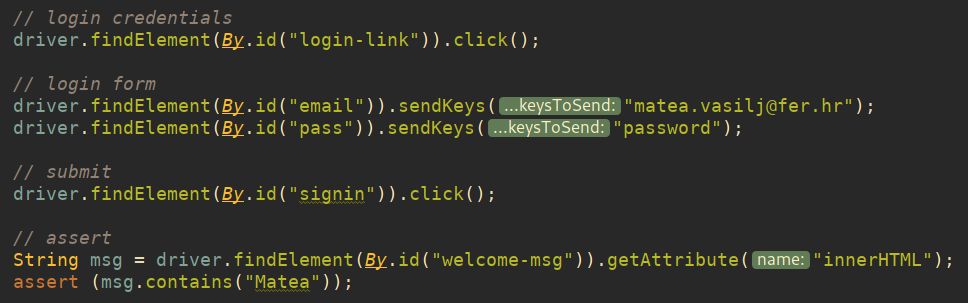 // login credentials
driver.findElement(By.id("login-link")).click();
// login form
driver.findElement(By.id("email")).sendKeys( ...keysToSend: "matea.vasilj@fer.hr");
driver.findElement(By.id("pass")).sendKeys( ...keysToSend: "password");
// submit
driver.findElement(By.id("signin")).click();
// assert
String msg = driver.findElement(By.id("welcome-msg")).getAttribute( name: "innerHTML");
assert (msg.contains("Matea"));